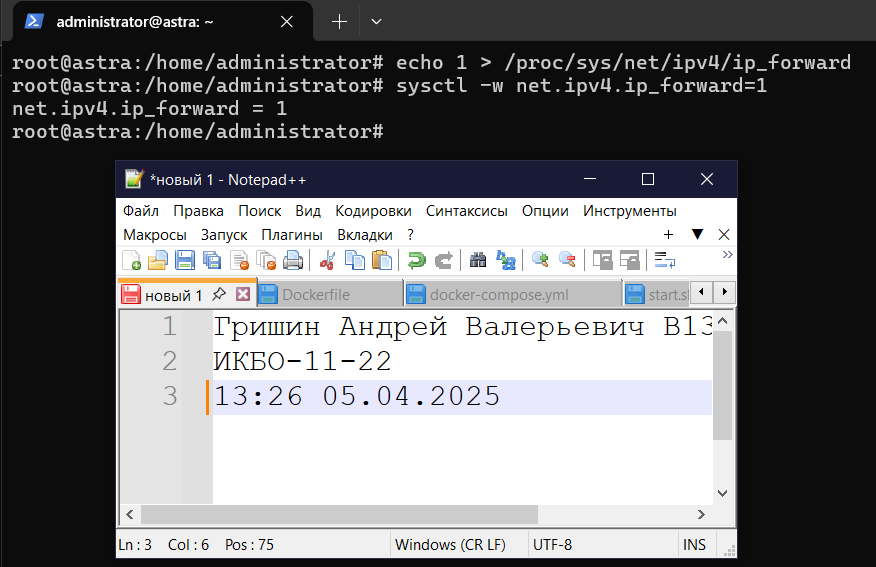 administrator@astra: ~
root@astra:/home/administrator# echo 1 > /proc/sys/net/ipv4/ip_forward
root@astra:/home/administrator# sysctl -w net.ipv4.ip_forward=1
net.ipv4.ip_forward = 1
root@astra:/home/administrator#
*новый 1 - Notepad++
Файл Правка Поиск Вид Кодировки Синтаксисы Опции Инструменты
Макросы Запуск Плагины Вкладки ?
новый 1 Dockerfile docker-compose.yml start.s
1 Гришин Андрей Валерьевич В13
2 ИКБО-11-22
3 13:26 05.04.2025
Ln : 3 Col : 6 Pos : 75 Windows (CR LF) UTF-8 INS